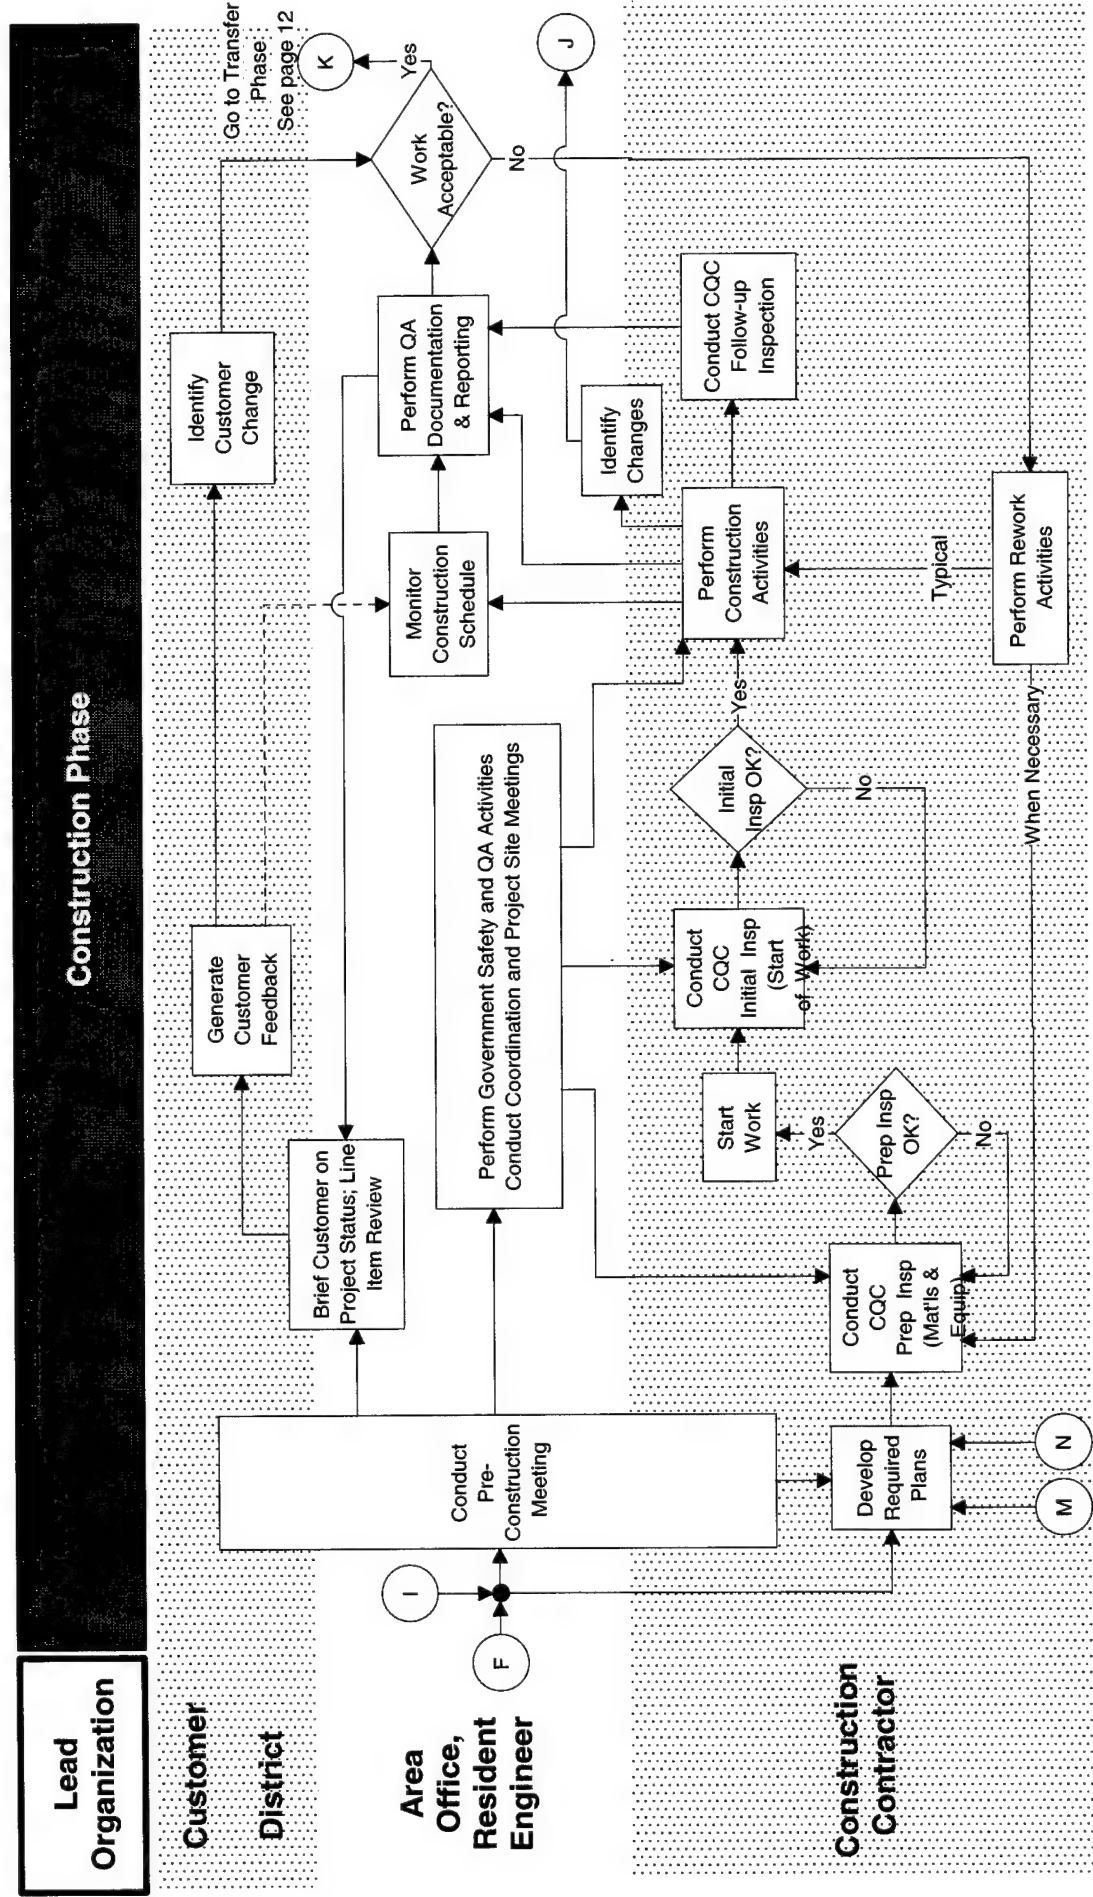 Lead
Organization
Construction Phase
Customer
District
Area
Office,
Resident
Engineer
Construction
Contractor
Go to Transfer
Phase
See page 12
K
Yes
J
Work
Acceptable?
No
Identify
Customer
Change
Generate
Customer
Feedback
Brief Customer on
Project Status; Line
Item Review
Perform QA
Documentation
& Reporting
Monitor
Construction
Schedule
Perform Government Safety and QA Activities
Conduct Coordination and Project Site Meetings
Conduct
Pre-
Construction
Meeting
I
F
Identify
Changes
Conduct CQC
Follow-up
Inspection
Perform
Construction
Activities
Yes
Initial
Insp OK?
No
Conduct
CQC
Initial Insp
(Start
of Work)
Start
Work
Yes
Prep Insp
OK?
No
Conduct
CQC
Prep Insp
(Mat'ls &
Equip)
Develop
Required
Plans
M
N
Typical
Perform Rework
Activities
When Necessary